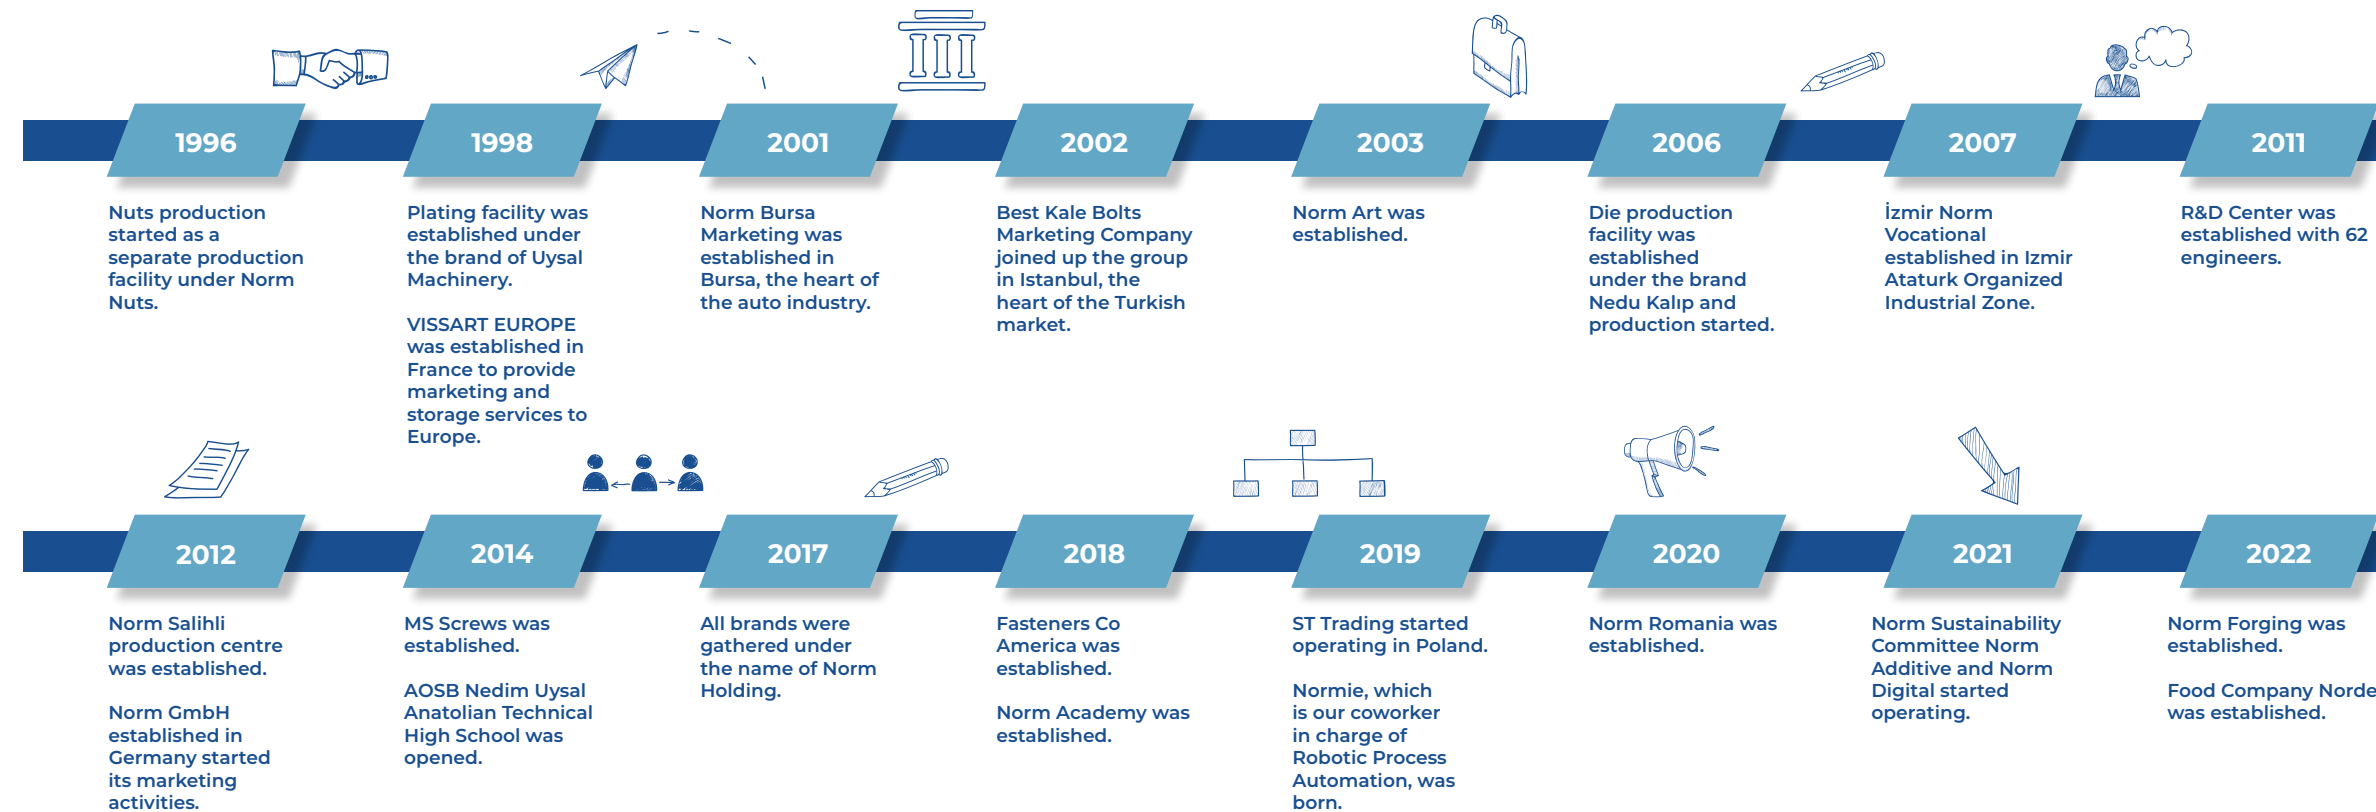 1996
Nuts production
started as a
separate production
facility under Norm
Nuts.
1998
Plating facility was
established under
the brand of Uysal
Machinery.
VISSART EUROPE
was established in
France to provide
marketing and
storage services to
Europe.
2001
Norm Bursa
Marketing was
established in
Bursa, the heart of
the auto industry.
2002
Best Kale Bolts
Marketing Company
joined up the group
in Istanbul, the
heart of the Turkish
market.
2003
Norm Art was
established.
2006
Die production
facility was
established
under the brand
Nedu Kalıp and
production started.
2007
İzmir Norm
Vocational
established in Izmir
Ataturk Organized
Industrial Zone.
2011
R&D Center was
established with 62
engineers.
2012
Norm Salihli
production centre
was established.
Norm GmbH
established in
Germany started
its marketing
activities.
2014
MS Screws was
established.
AOSB Nedim Uysal
Anatolian Technical
High School was
opened.
2017
All brands were
gathered under
the name of Norm
Holding.
2018
Fasteners Co
America was
established.
Norm Academy was
established.
2019
ST Trading started
operating in Poland.
Normie, which
is our coworker
in charge of
Robotic Process
Automation, was
born.
2020
Norm Romania was
established.
2021
Norm Sustainability
Committee Norm
Additive and Norm
Digital started
operating.
2022
Norm Forging was
established.
Food Company Norde
was established.